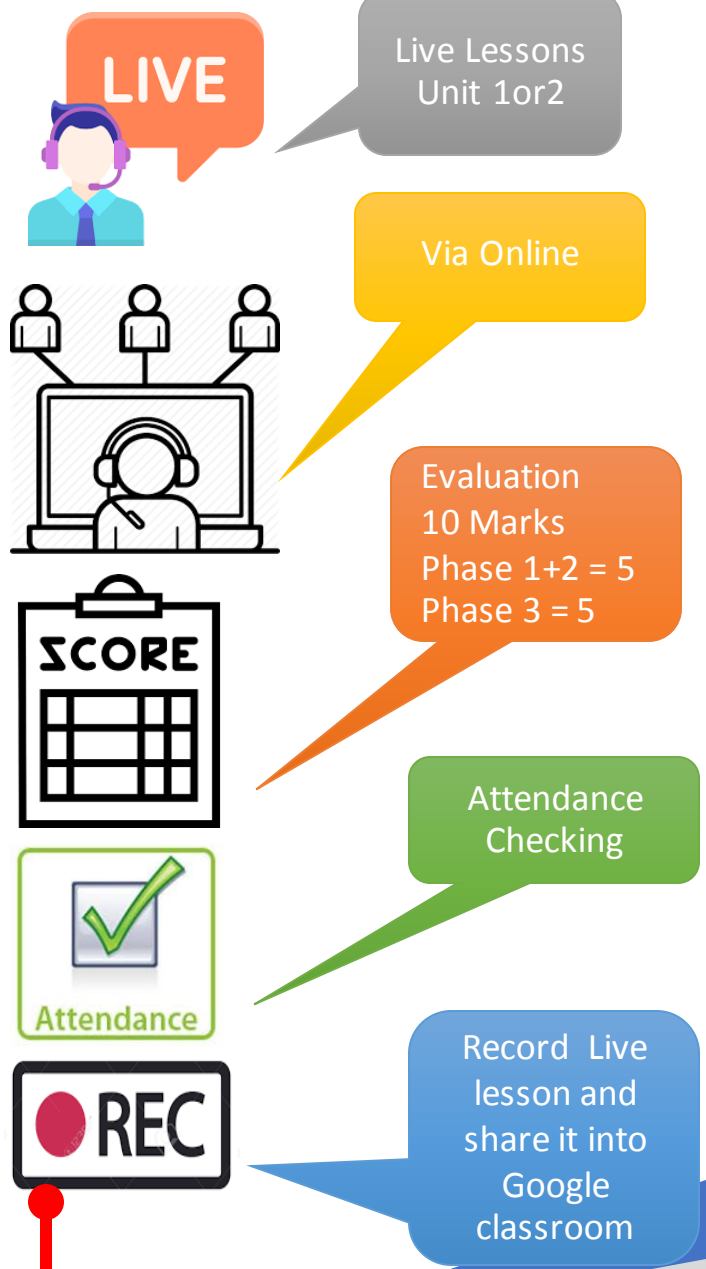 LIVE
Live Lessons
Unit 1or2
Via Online
Evaluation
10 Marks
Phase 1+2 = 5
Phase 3 = 5
SCORE
Attendance
Checking
Attendance
Record Live
lesson and
share it into
Google
classroom
REC